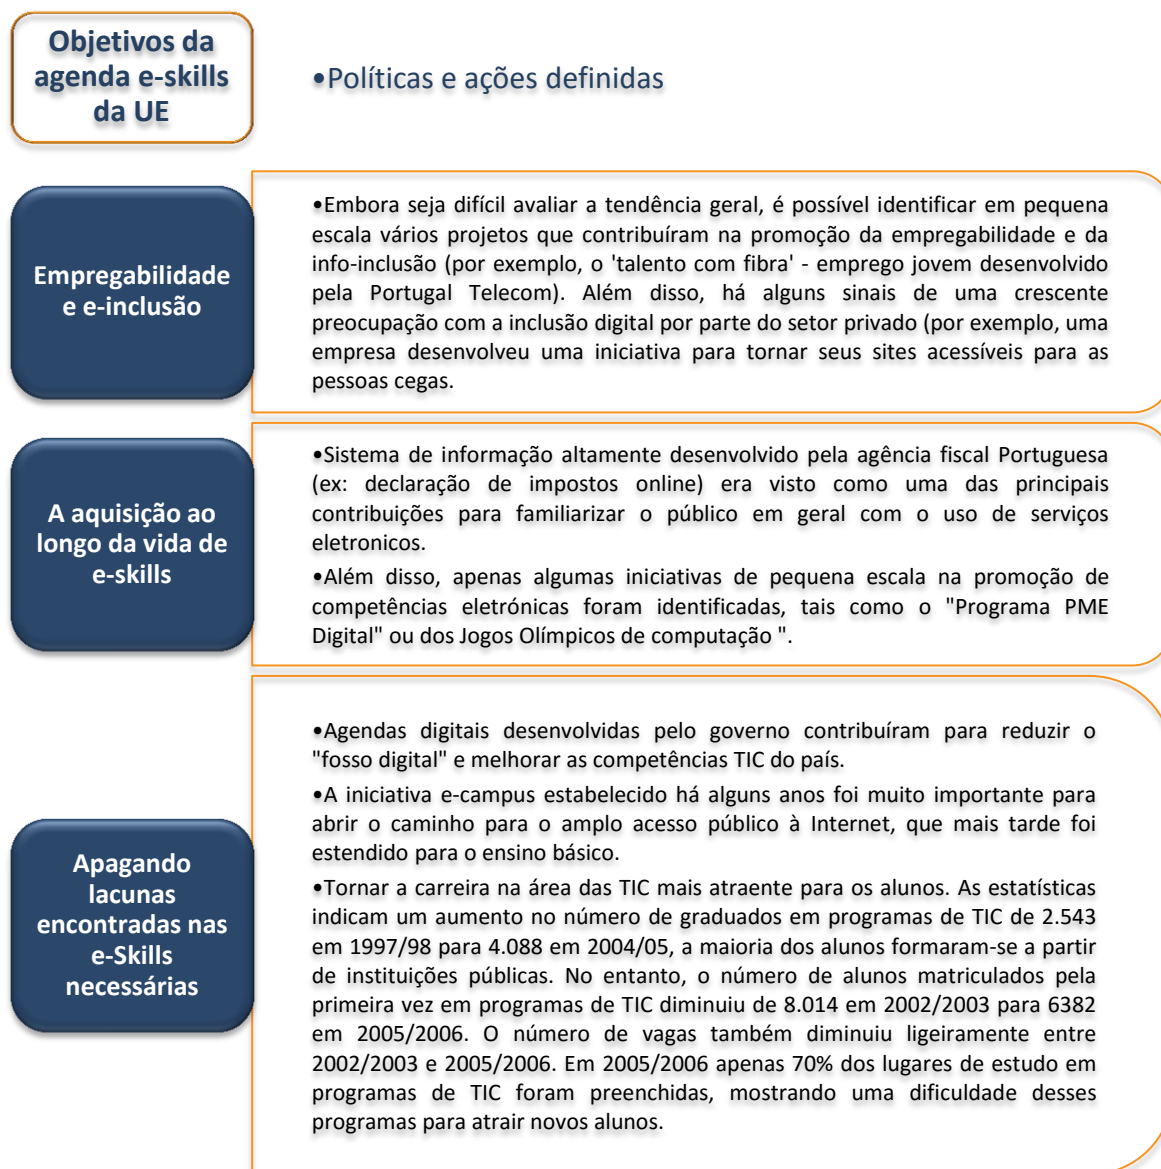 Objetivos da
agenda e-skills
da UE
•Políticas e ações definidas
Empregabilidade
e e-inclusão
•Embora seja difícil avaliar a tendência geral, é possível identificar em pequena
escala vários projetos que contribuíram na promoção da empregabilidade e da
info-inclusão (por exemplo, o 'talento com fibra' - emprego jovem desenvolvido
pela Portugal Telecom). Além disso, há alguns sinais de uma crescente
preocupação com a inclusão digital por parte do setor privado (por exemplo, uma
empresa desenvolveu uma iniciativa para tornar seus sites acessíveis para as
pessoas cegas.
A aquisição ao
longo da vida de
e-skills
•Sistema de informação altamente desenvolvido pela agência fiscal Portuguesa
(ex: declaração de impostos online) era visto como uma das principais
contribuições para familiarizar o público em geral com o uso de serviços
eletronicos.
•Além disso, apenas algumas iniciativas de pequena escala na promoção de
competências eletrónicas foram identificadas, tais como o "Programa PME
Digital" ou dos Jogos Olímpicos de computação ".
Apagando
lacunas
encontradas nas
e-Skills
necessárias
•Agendas digitais desenvolvidas pelo governo contribuíram para reduzir o
"fosso digital" e melhorar as competências TIC do país.
•A iniciativa e-campus estabelecido há alguns anos foi muito importante para
abrir o caminho para o amplo acesso público à Internet, que mais tarde foi
estendido para o ensino básico.
•Tornar a carreira na área das TIC mais atraente para os alunos. As estatísticas
indicam um aumento no número de graduados em programas de TIC de 2.543
em 1997/98 para 4.088 em 2004/05, a maioria dos alunos formaram-se a partir
de instituições públicas. No entanto, o número de alunos matriculados pela
primeira vez em programas de TIC diminuiu de 8.014 em 2002/2003 para 6382
em 2005/2006. O número de vagas também diminuiu ligeiramente entre
2002/2003 e 2005/2006. Em 2005/2006 apenas 70% dos lugares de estudo em
programas de TIC foram preenchidas, mostrando uma dificuldade desses
programas para atrair novos alunos.